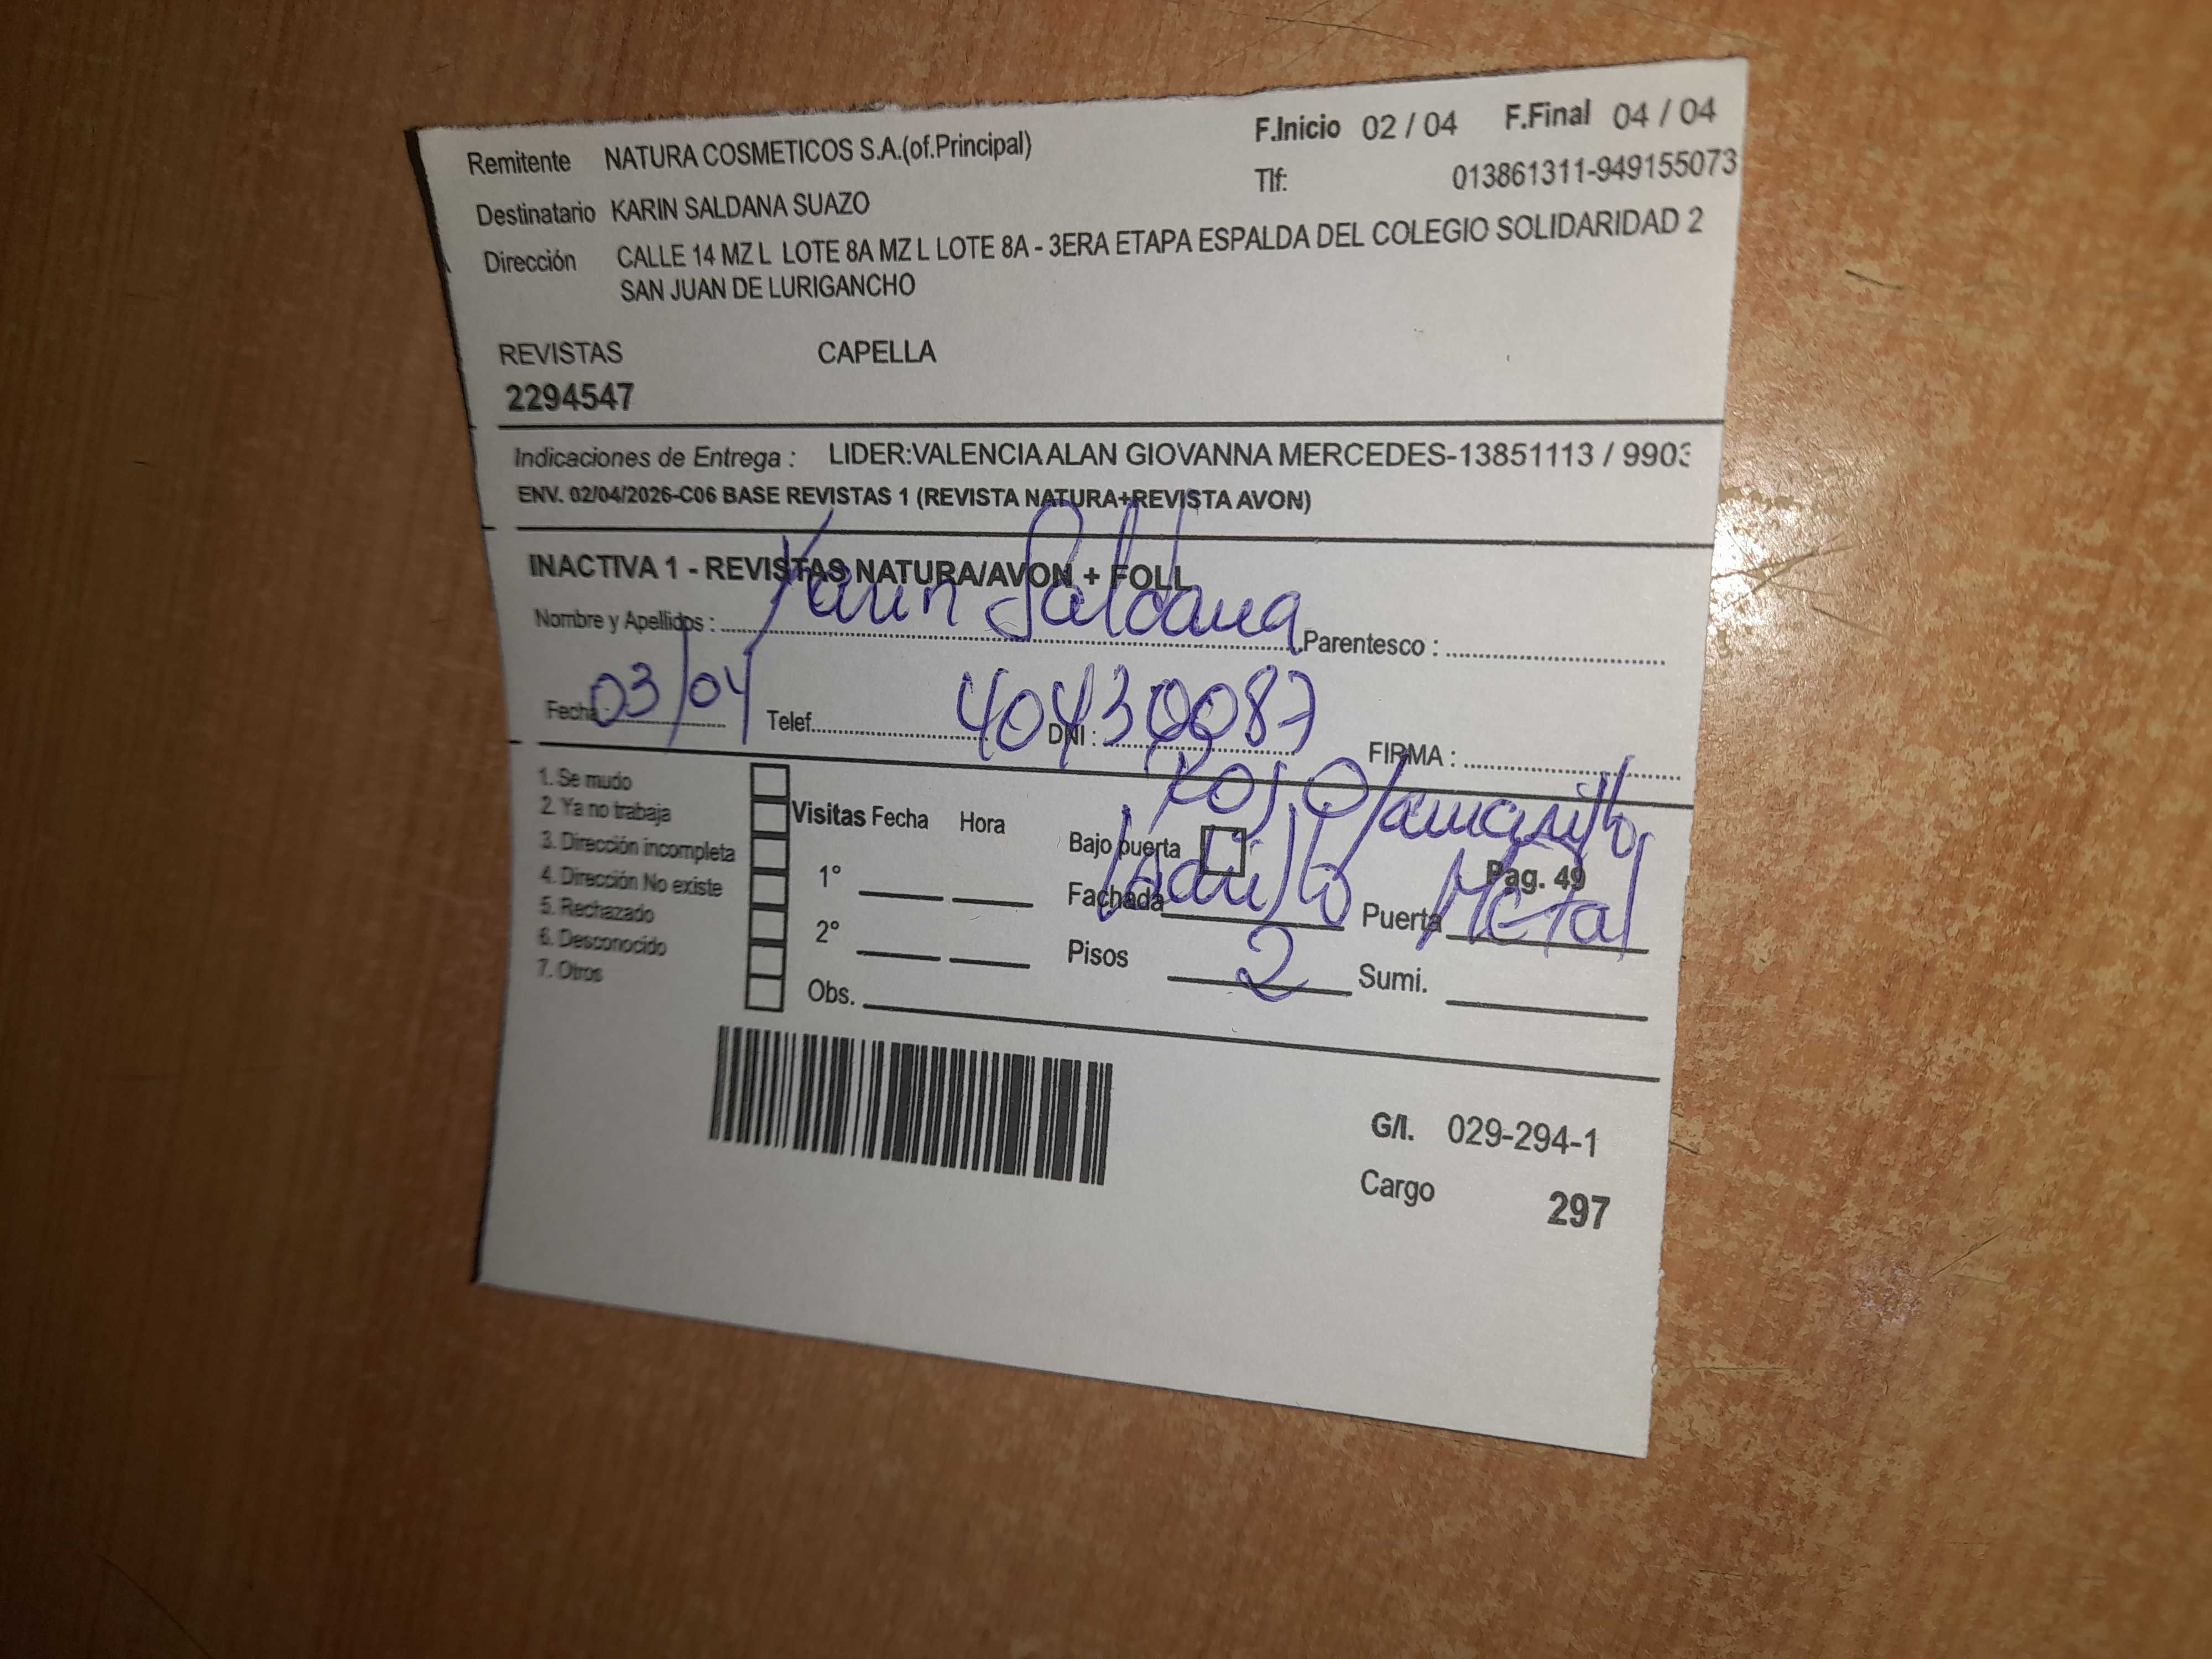 Remitente NATURA COSMETICOS S.A.(of.Principal) F.Inicio 02 / 04 F.Final 04 / 04
Tlf: 013861311-949155073
Destinatario KARIN SALDANA SUAZO
Dirección CALLE 14 MZ L LOTE 8A MZ L LOTE 8A - 3ERA ETAPA ESPALDA DEL COLEGIO SOLIDARIDAD 2
SAN JUAN DE LURIGANCHO
REVISTAS CAPELLA
2294547
Indicaciones de Entrega : LIDER:VALENCIA ALAN GIOVANNA MERCEDES-13851113 / 9903
ENV. 02/04/2026-C06 BASE REVISTAS 1 (REVISTA NATURA+REVISTA AVON)
INACTIVA 1 - REVISTAS NATURA/AVON + FOLL
Nombre y Apellidos : Karin Saldana Parentesco :
Fecha : 03/04 Telef. DNI : 40430087 FIRMA :
Rojo/amarillo
1. Se mudo
2. Ya no trabaja
3. Dirección incompleta
4. Dirección No existe
5. Rechazado
6. Desconocido
7. Otros
Visitas Fecha Hora
1°
2°
Obs.
Bajo puerta Pag. 49
Fachada Ladrillo Puerta Metal
Pisos 2 Sumi.
G/I. 029-294-1
Cargo 297